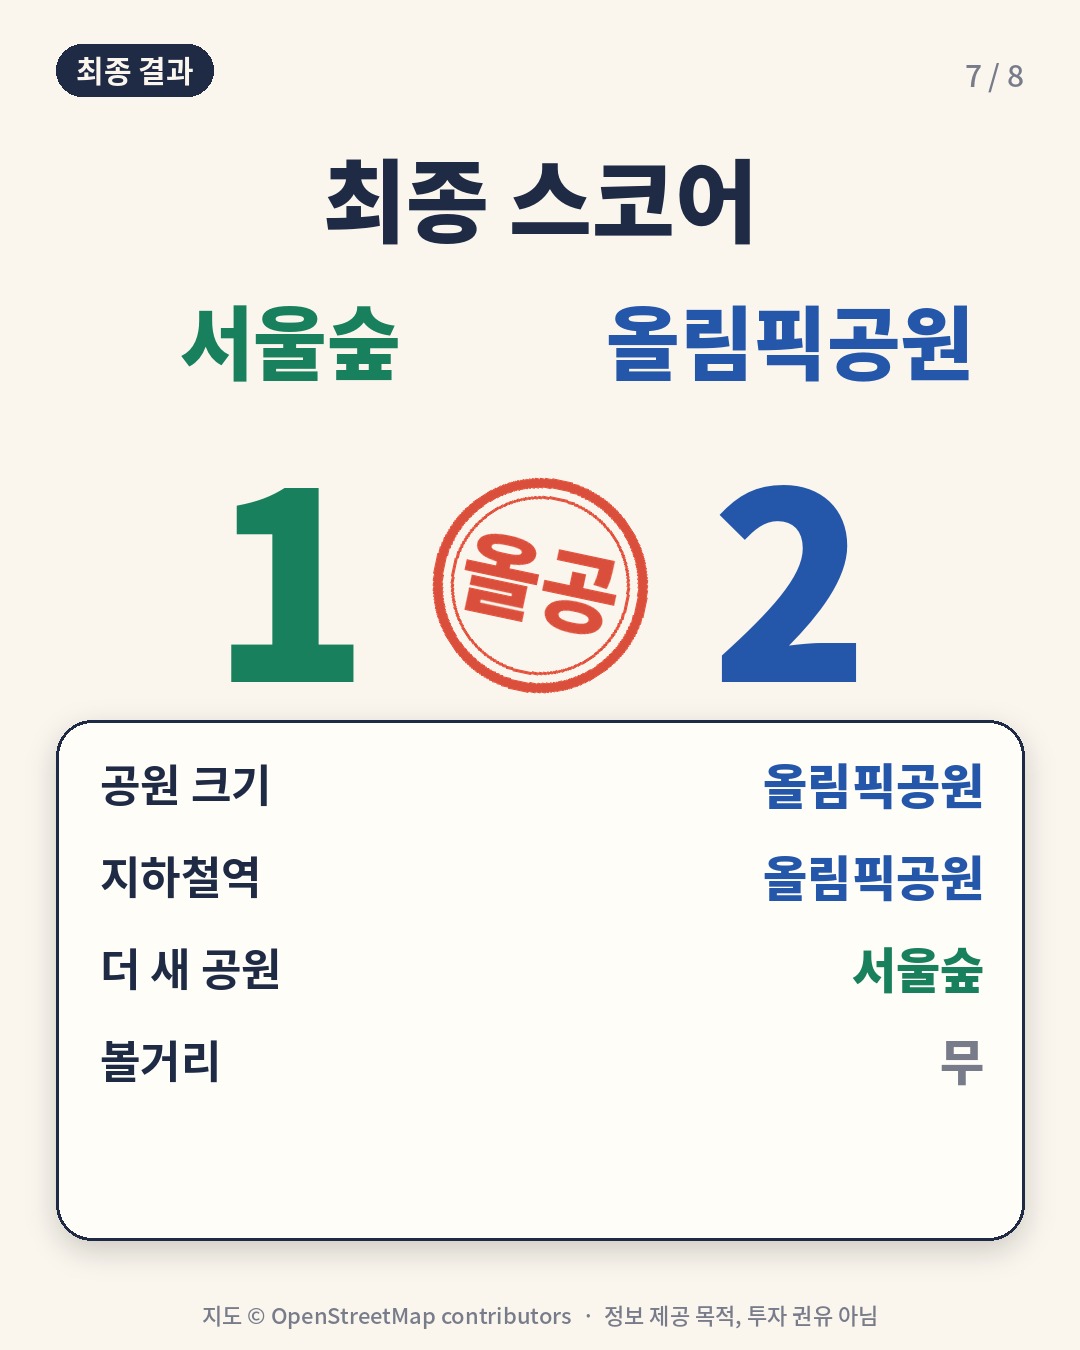 최종 결과
7 / 8
최종 스코어
서울숲 올림픽공원
1 올공 2
공원 크기 올림픽공원
지하철역 올림픽공원
더 새 공원 서울숲
볼거리 무
지도 © OpenStreetMap contributors · 정보 제공 목적, 투자 권유 아님